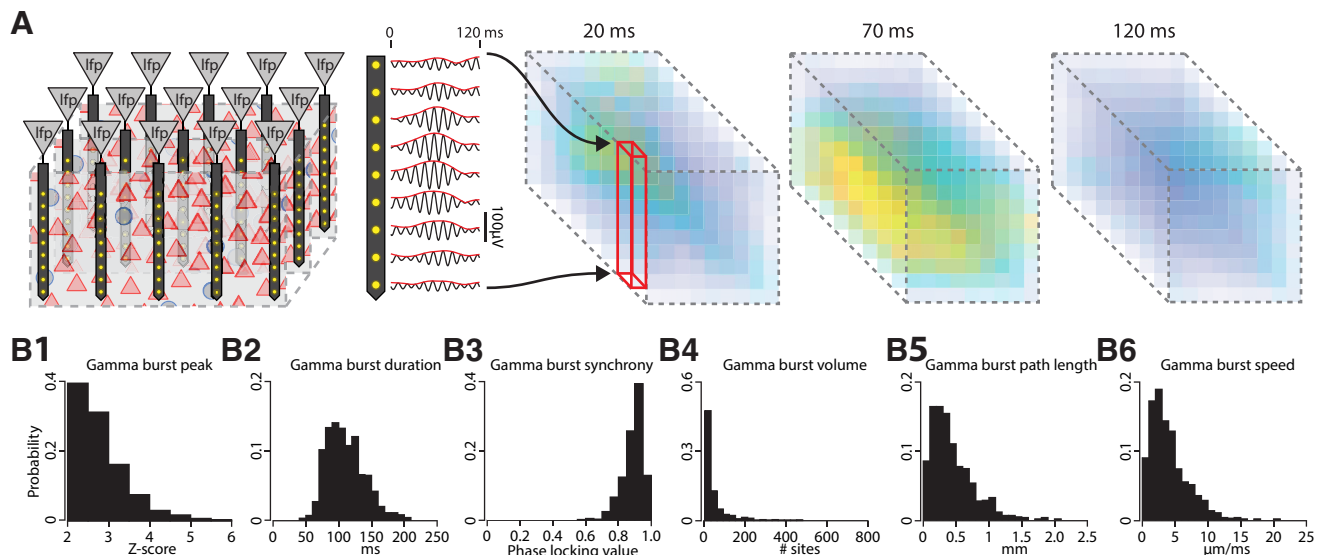 A
0
120 ms
20 ms
70 ms
120 ms
lfp lfp lfp lfp lfp
lfp lfp lfp lfp lfp
lfp lfp lfp lfp lfp
100μV
B1
Gamma burst peak
Probability
0.4
0.2
0
2 3 4 5 6
Z-score
B2
Gamma burst duration
0.2
0.1
0
0 50 100 150 200 250
ms
B3
Gamma burst synchrony
0.4
0.2
0
0 0.2 0.4 0.6 0.8 1.0
Phase locking value
B4
Gamma burst volume
0.6
0.3
0
0 200 400 600 800
# sites
B5
Gamma burst path length
0.2
0.1
0
0 0.5 1 1.5 2.0 2.5
mm
B6
Gamma burst speed
0.2
0.1
0
0 5 10 15 20 25